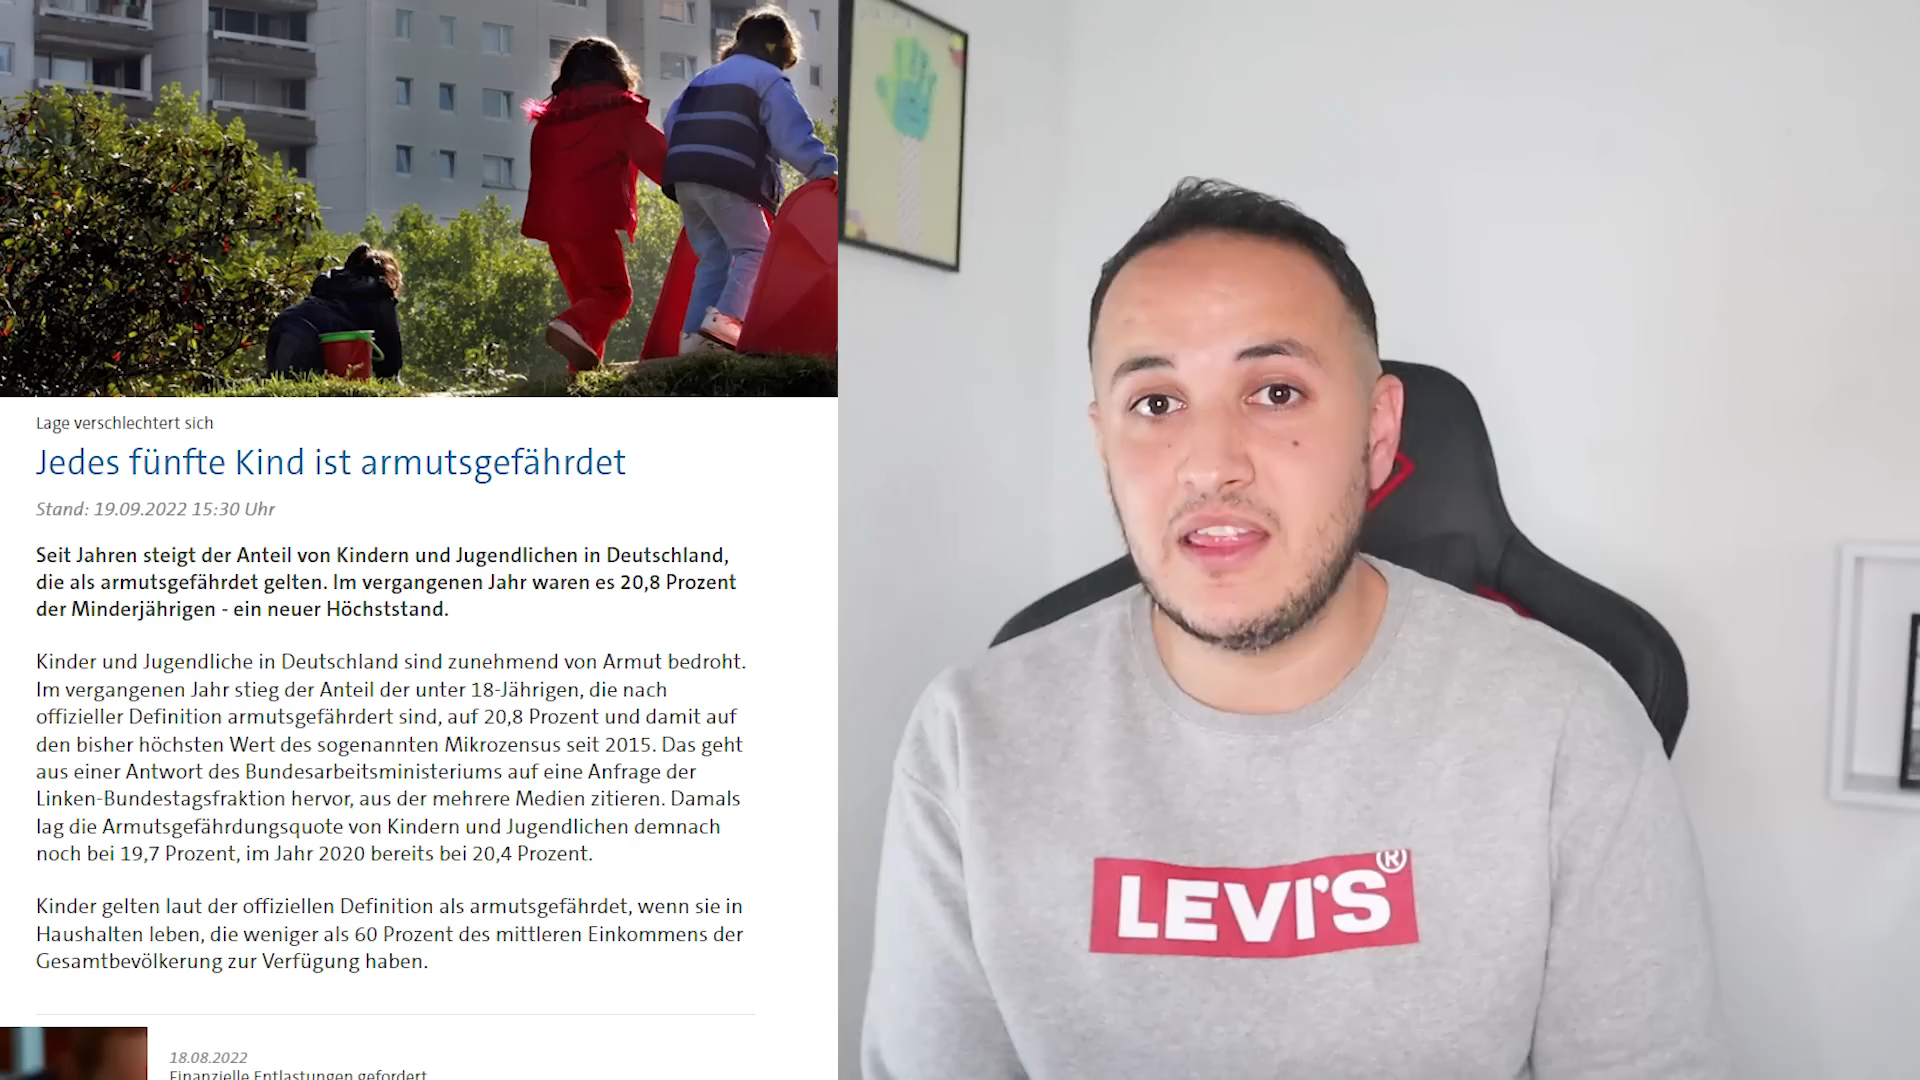 Lage verschlechtert sich
Jedes fünfte Kind ist armutsgefährdet
Stand: 19.09.2022 15:30 Uhr
Seit Jahren steigt der Anteil von Kindern und Jugendlichen in Deutschland,
die als armutsgefährdet gelten. Im vergangenen Jahr waren es 20,8 Prozent
der Minderjährigen - ein neuer Höchststand.
Kinder und Jugendliche in Deutschland sind zunehmend von Armut bedroht.
Im vergangenen Jahr stieg der Anteil der unter 18-Jährigen, die nach
offizieller Definition armutsgefährdert sind, auf 20,8 Prozent und damit auf
den bisher höchsten Wert des sogenannten Mikrozensus seit 2015. Das geht
aus einer Antwort des Bundesarbeitsministeriums auf eine Anfrage der
Linken-Bundestagsfraktion hervor, aus der mehrere Medien zitieren. Damals
lag die Armutsgefährdungsquote von Kindern und Jugendlichen demnach
noch bei 19,7 Prozent, im Jahr 2020 bereits bei 20,4 Prozent.
Kinder gelten laut der offiziellen Definition als armutsgefährdet, wenn sie in
Haushalten leben, die weniger als 60 Prozent des mittleren Einkommens der
Gesamtbevölkerung zur Verfügung haben.
18.08.2022
Finanzielle Entlastungen gefordert
LEVI'S®